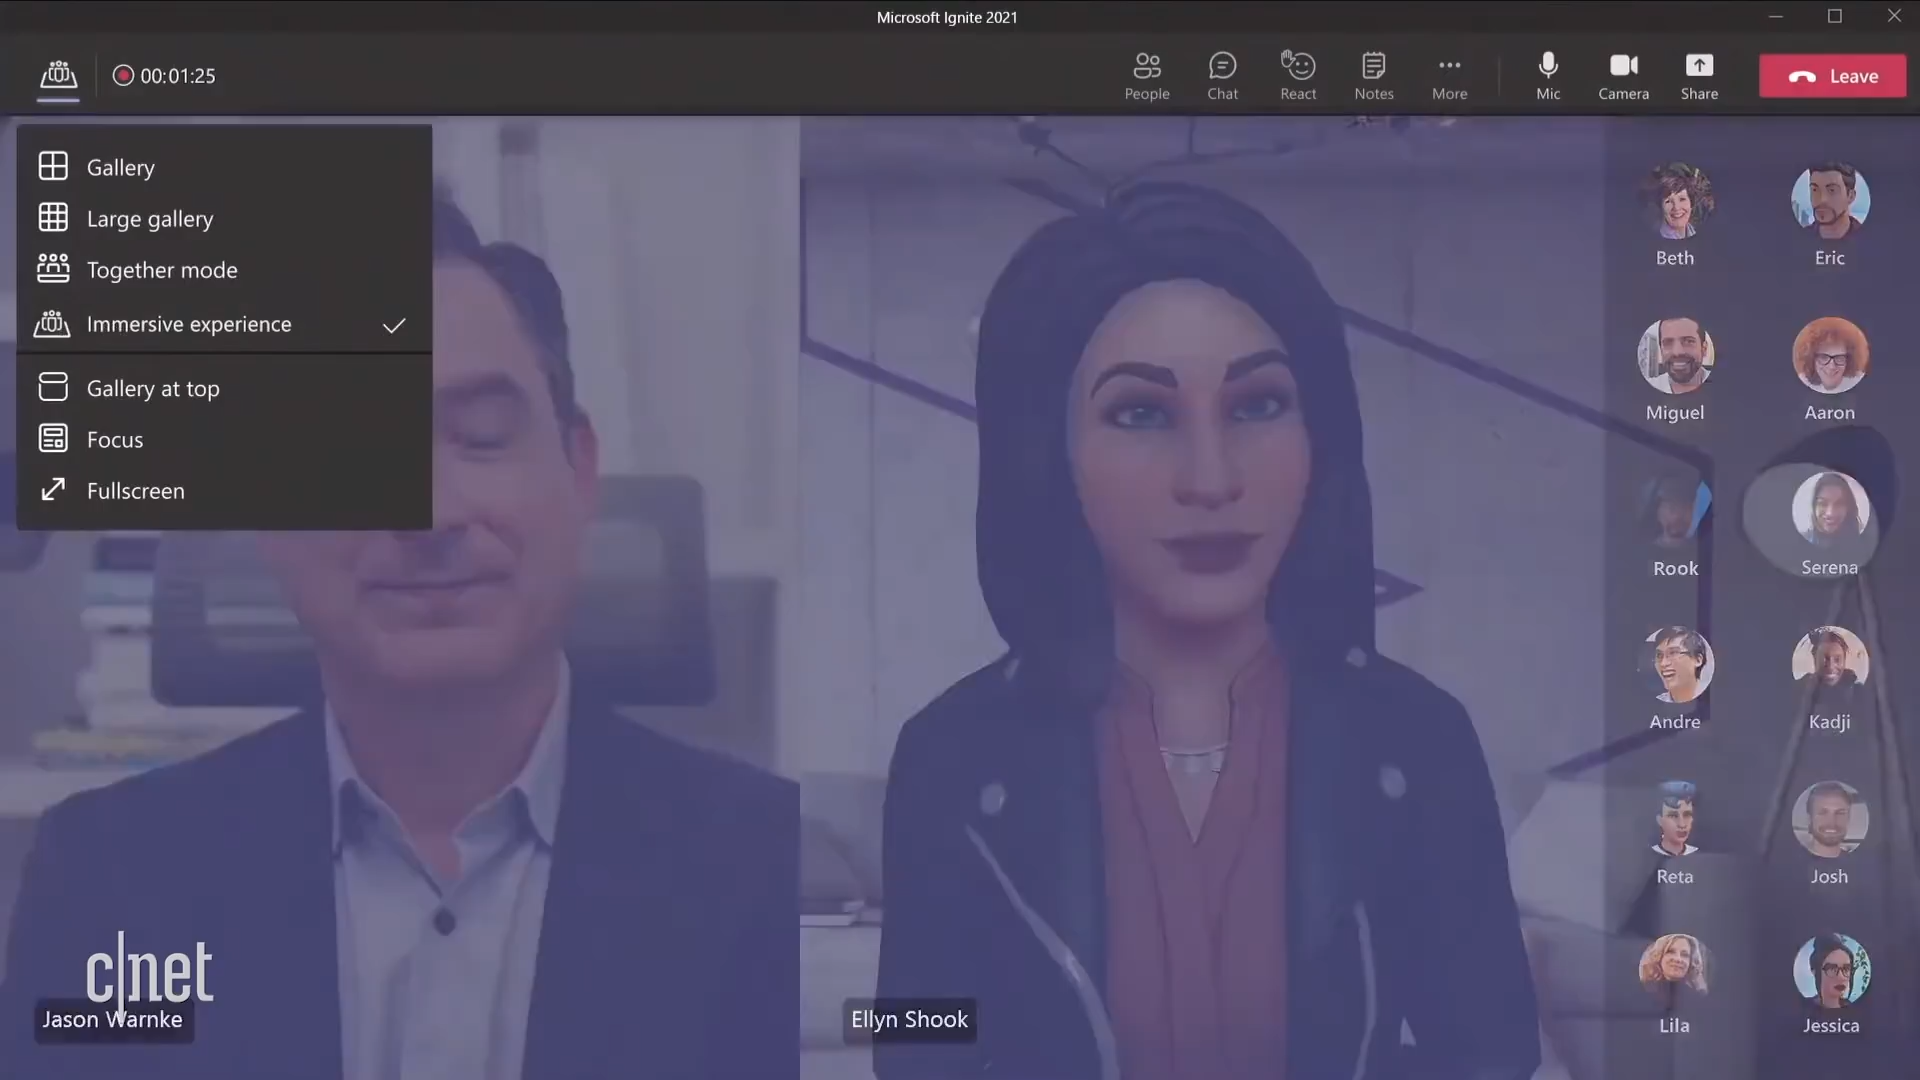 Microsoft Ignite 2021
00:01:25
People
Chat
React
Notes
More
Mic
Camera
Share
Leave
Gallery
Large gallery
Together mode
Immersive experience
Gallery at top
Focus
Fullscreen
Beth
Eric
Miguel
Aaron
Rook
Serena
Andre
Kadji
Reta
Josh
Lila
Jessica
c|net
Jason Warnke
Ellyn Shook